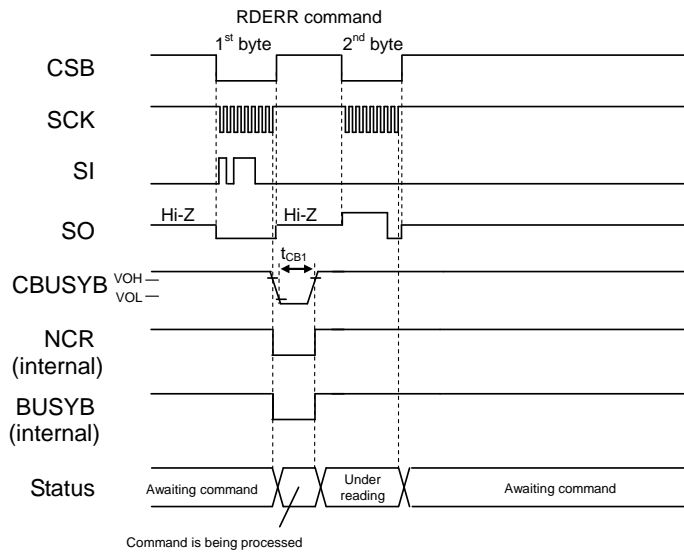 RDERR command
1st byte
2nd byte
CSB
SCK
SI
Hi-Z
Hi-Z
SO
tCB1
VOH
CBUSYB
VOL
NCR
(internal)
BUSYB
(internal)
Status
Awaiting command
Under
reading
Awaiting command
Command is being processed